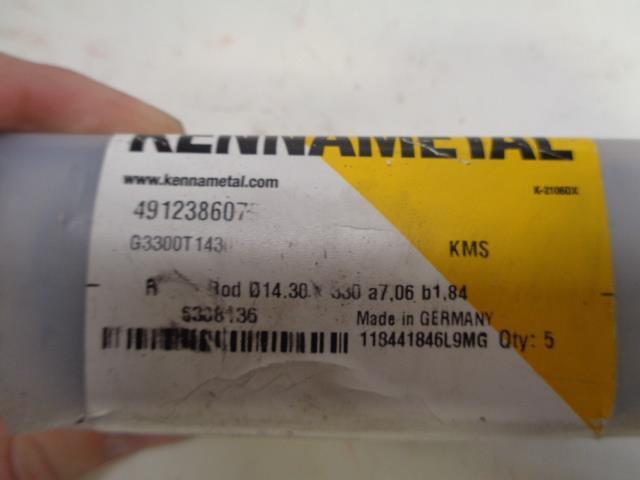 KENNAMETAL
www.kennametal.com
K-21060X
G3300T143
KMS
Rod Ø14.30 x 330 a7,06 b1,84
Made in GERMANY
118441846L9MG Qty: 5